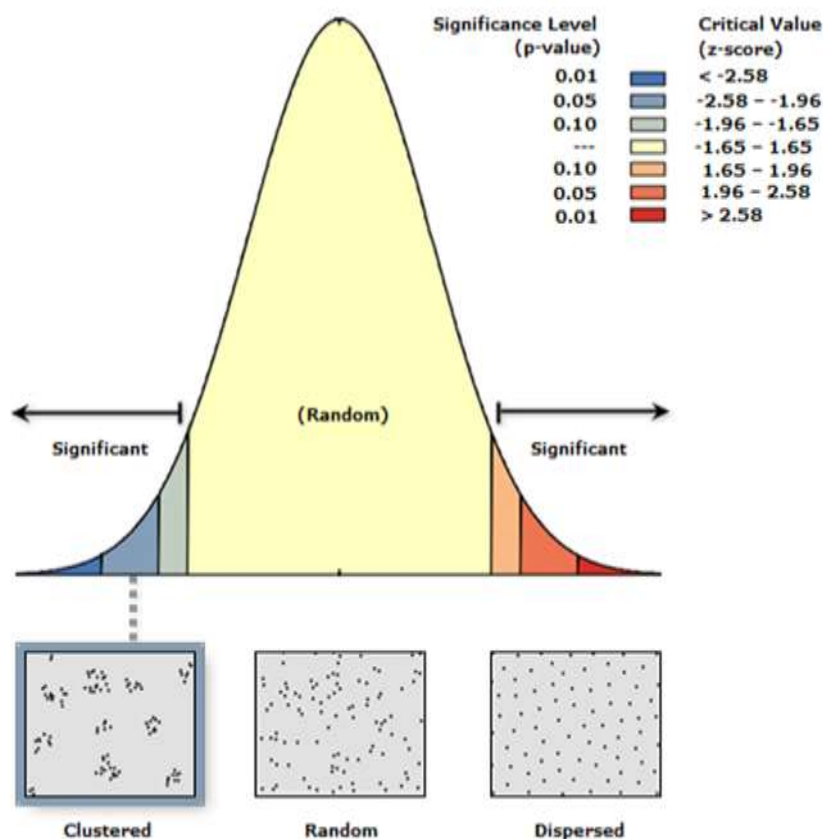 Significance Level Critical Value
(p-value) (z-score)
0.01 < -2.58
0.05 -2.58 – -1.96
0.10 -1.96 – -1.65
--- -1.65 – 1.65
0.10 1.65 – 1.96
0.05 1.96 – 2.58
0.01 > 2.58
(Random)
Significant Significant
Clustered Random Dispersed